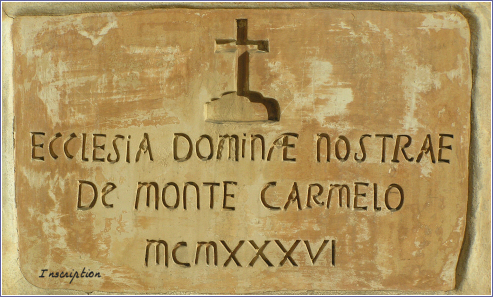 ECCLESIA DOMINÆ NOSTRAE
DE MONTE CARMELO
MCMXXXVI
Inscription